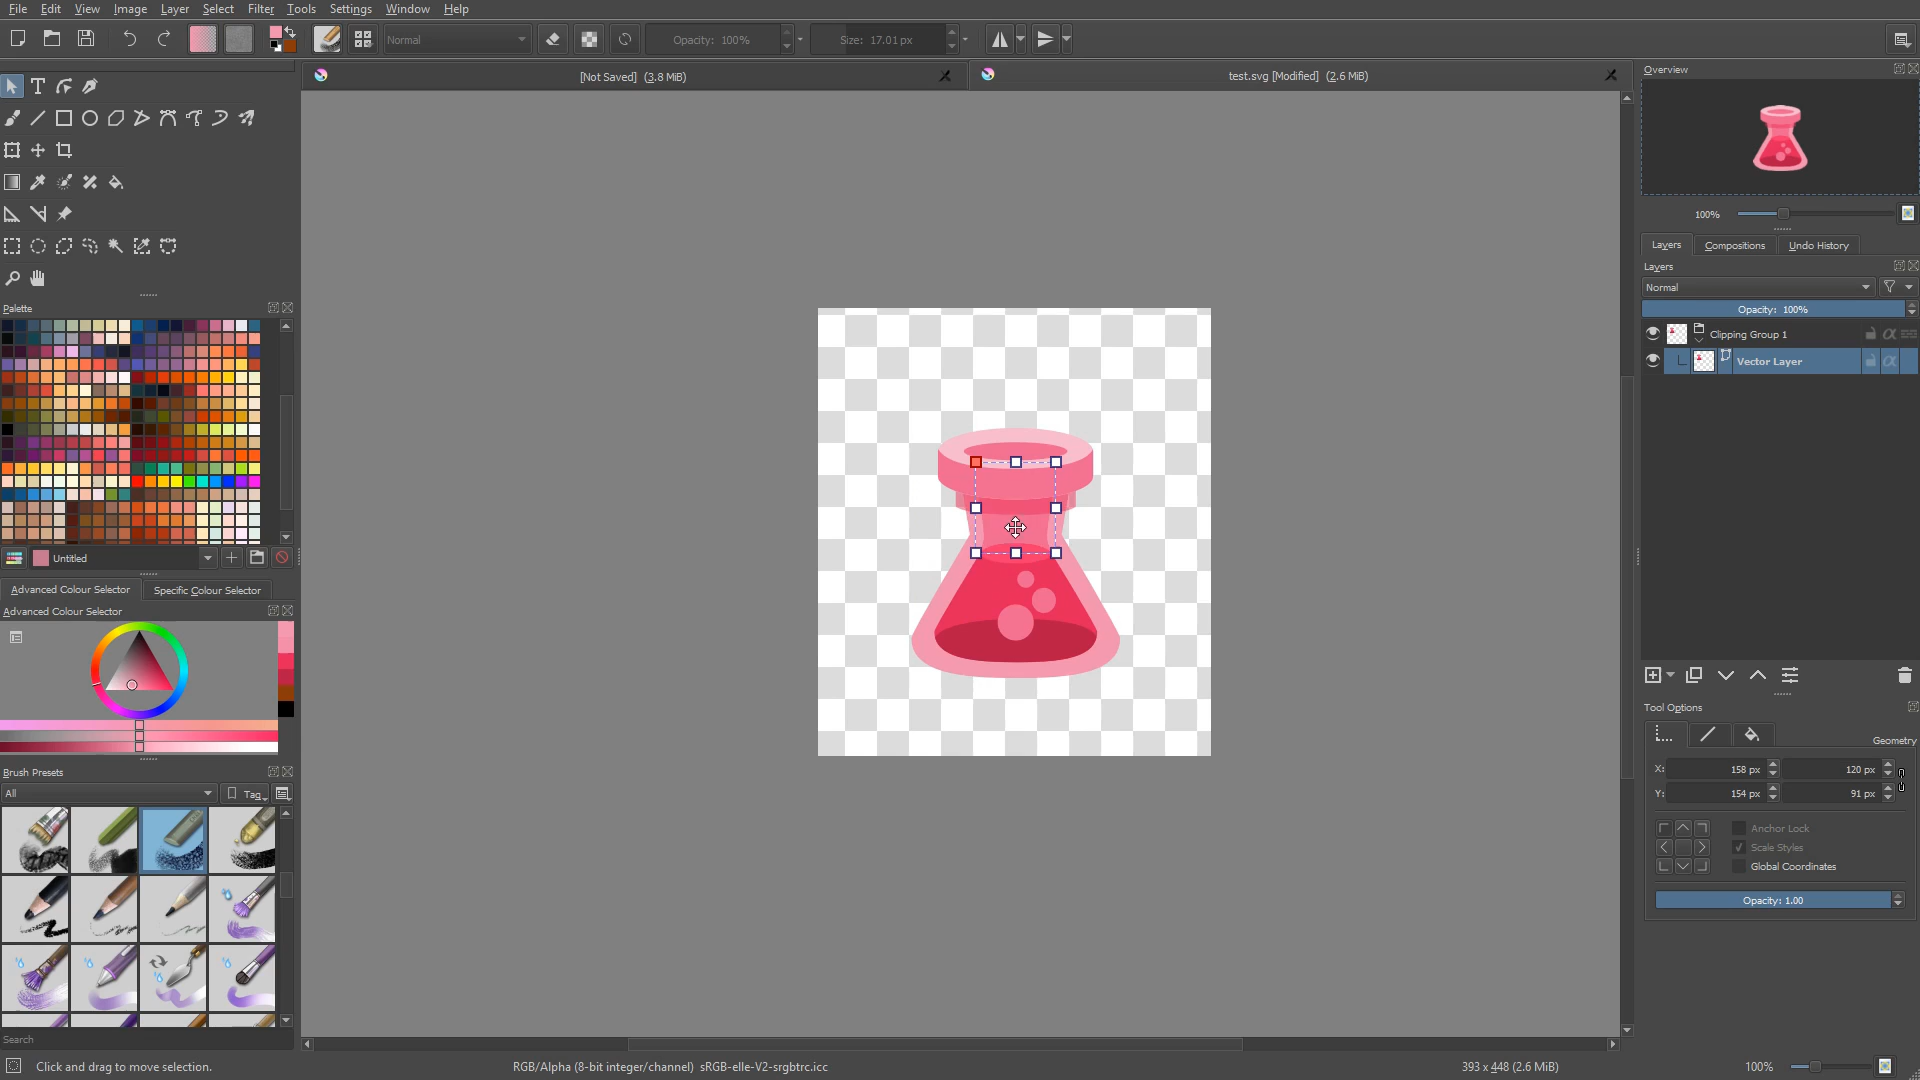 File Edit View Image Layer Select Filter Tools Settings Window Help
Normal Opacity: 100% Size: 17.01 px
[Not Saved] (3.8 MiB)
test.svg [Modified] (2.6 MiB)
Overview
100%
Layers Compositions Undo History
Layers
Normal
Opacity: 100%
Clipping Group 1
Vector Layer
Palette
Untitled
Advanced Colour Selector Specific Colour Selector
Advanced Colour Selector
Brush Presets
All Tag
Search
Tool Options
Geometry
X: 158 px 120 px
Y: 154 px 91 px
Anchor Lock
Scale Styles
Global Coordinates
Opacity: 1.00
Click and drag to move selection. RGB/Alpha (8-bit integer/channel) sRGB-elle-V2-srgbtrc.icc 393 x 448 (2.6 MiB) 100%